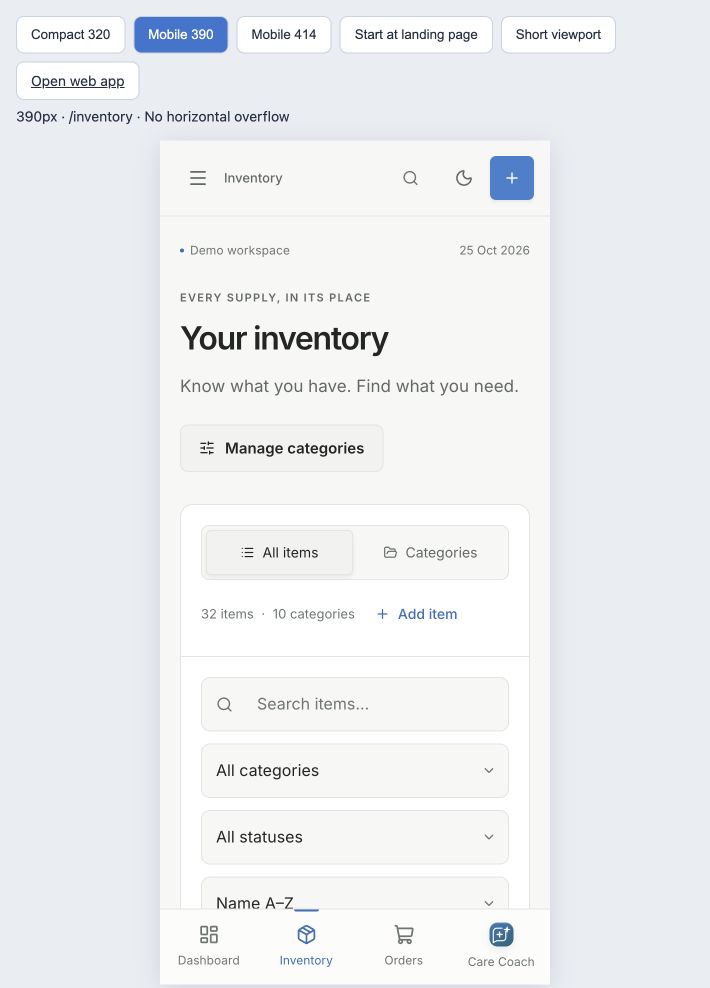 Compact 320 Mobile 390 Mobile 414 Start at landing page Short viewport
Open web app
390px · /inventory · No horizontal overflow
Inventory
Demo workspace 25 Oct 2026
EVERY SUPPLY, IN ITS PLACE
Your inventory
Know what you have. Find what you need.
Manage categories
All items Categories
32 items · 10 categories + Add item
Search items...
All categories
All statuses
Name A–Z
Dashboard Inventory Orders Care Coach